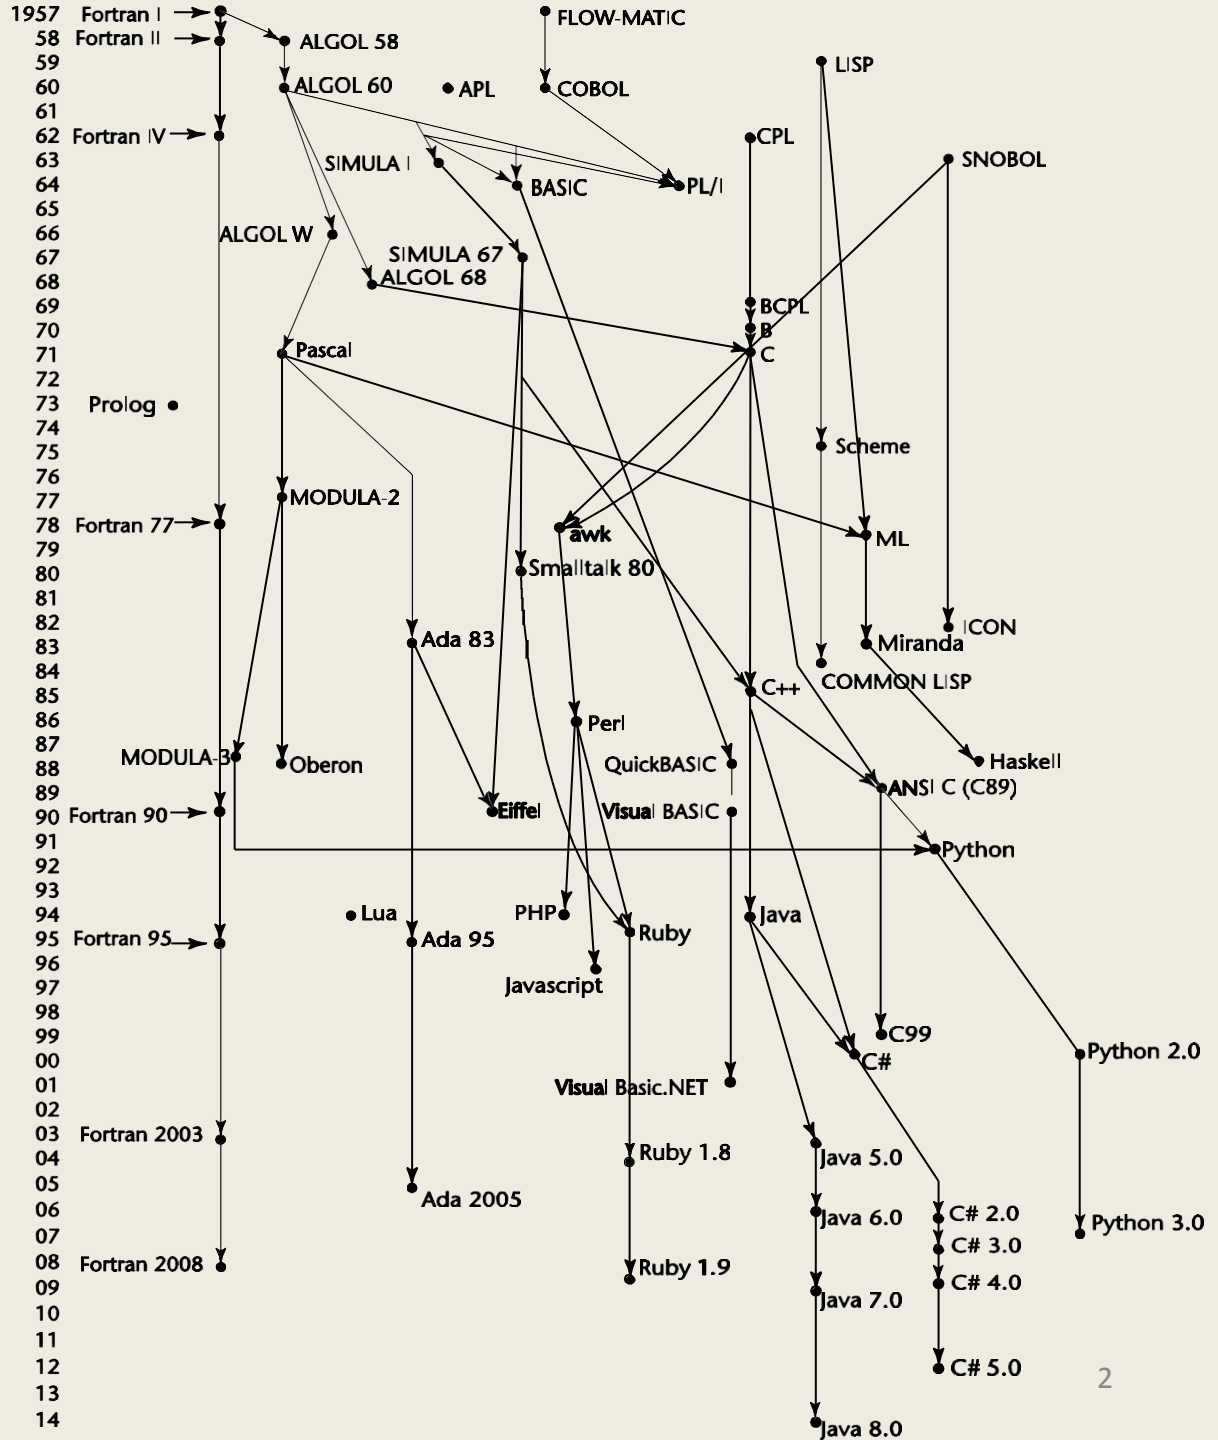 1957 Fortran I FLOW-MATIC
58 Fortran II ALGOL 58
59 LISP
60 ALGOL 60 APL COBOL
61
62 Fortran IV CPL
63 SIMULA I SNOBOL
64 BASIC PL/I
65
66 ALGOL W
67 SIMULA 67
68 ALGOL 68
69 BCPL
70 B
71 Pascal C
72
73 Prolog
74
75 Scheme
76
77 MODULA-2
78 Fortran 77 awk ML
79
80 Smalltalk 80
81
82 ICON
83 Ada 83 Miranda
84 COMMON LISP
85 C++
86 Perl
87 MODULA-3
88 Oberon QuickBASIC Haskell
89 ANSI C (C89)
90 Fortran 90 Eiffel Visual BASIC
91 Python
92
93
94 Lua PHP Java
95 Fortran 95 Ada 95 Ruby
96
97 Javascript
98
99 C99
00 C# Python 2.0
01 Visual Basic.NET
02
03 Fortran 2003
04 Ruby 1.8 Java 5.0
05 Ada 2005
06 Java 6.0 C# 2.0
07 C# 3.0 Python 3.0
08 Fortran 2008 Ruby 1.9
09 Java 7.0 C# 4.0
10
11
12 C# 5.0 2
13
14 Java 8.0